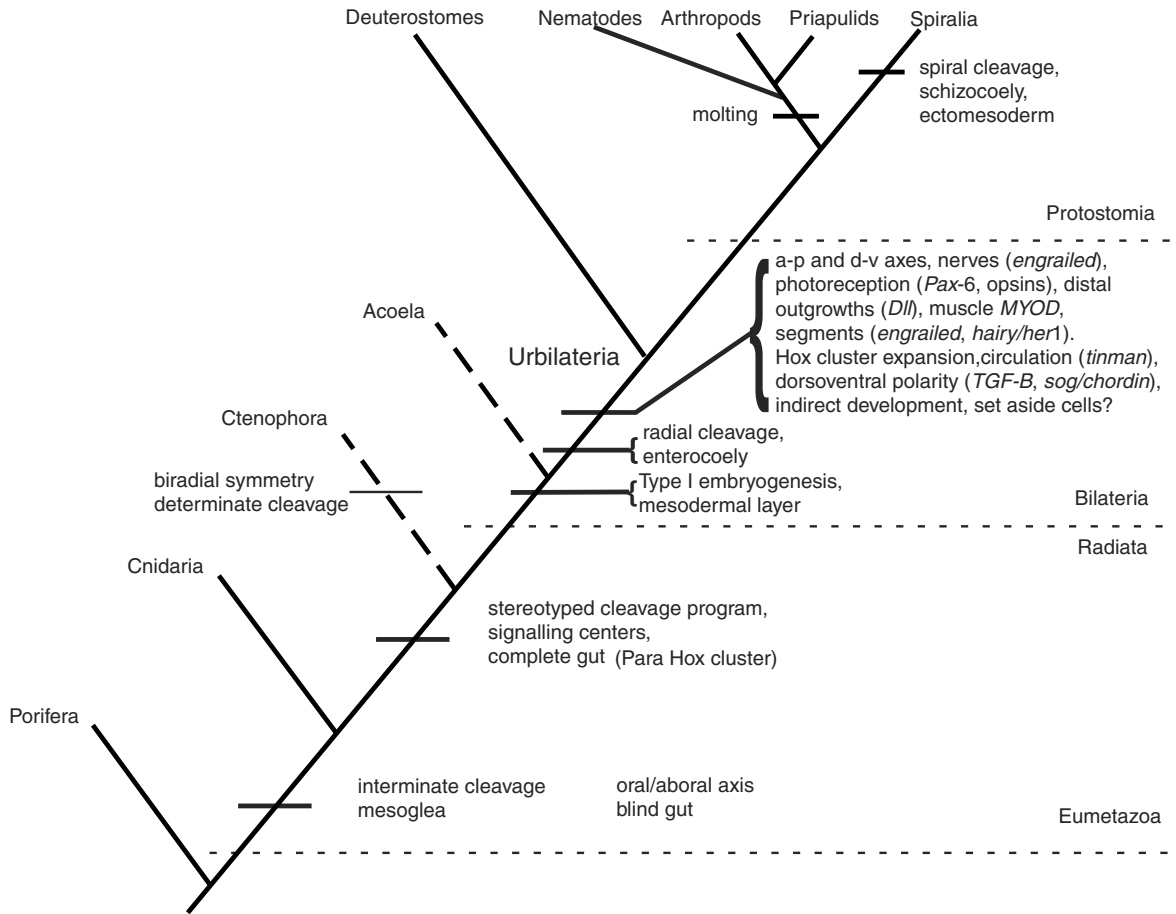 Deuterostomes
Nematodes
Arthropods
Priapulids
Spiralia
spiral cleavage,
schizocoely,
ectomesoderm
molting
Protostomia
a-p and d-v axes, nerves (engrailed),
photoreception (Pax-6, opsins), distal
outgrowths (Dll), muscle MYOD,
segments (engrailed, hairy/her1).
Hox cluster expansion,circulation (tinman),
dorsoventral polarity (TGF-B, sog/chordin),
indirect development, set aside cells?
Acoela
Urbilateria
Ctenophora
radial cleavage,
enterocoely
biradial symmetry
determinate cleavage
Type I embryogenesis,
mesodermal layer
Bilateria
Radiata
Cnidaria
stereotyped cleavage program,
signalling centers,
complete gut (Para Hox cluster)
Porifera
interminate cleavage
mesoglea
oral/aboral axis
blind gut
Eumetazoa